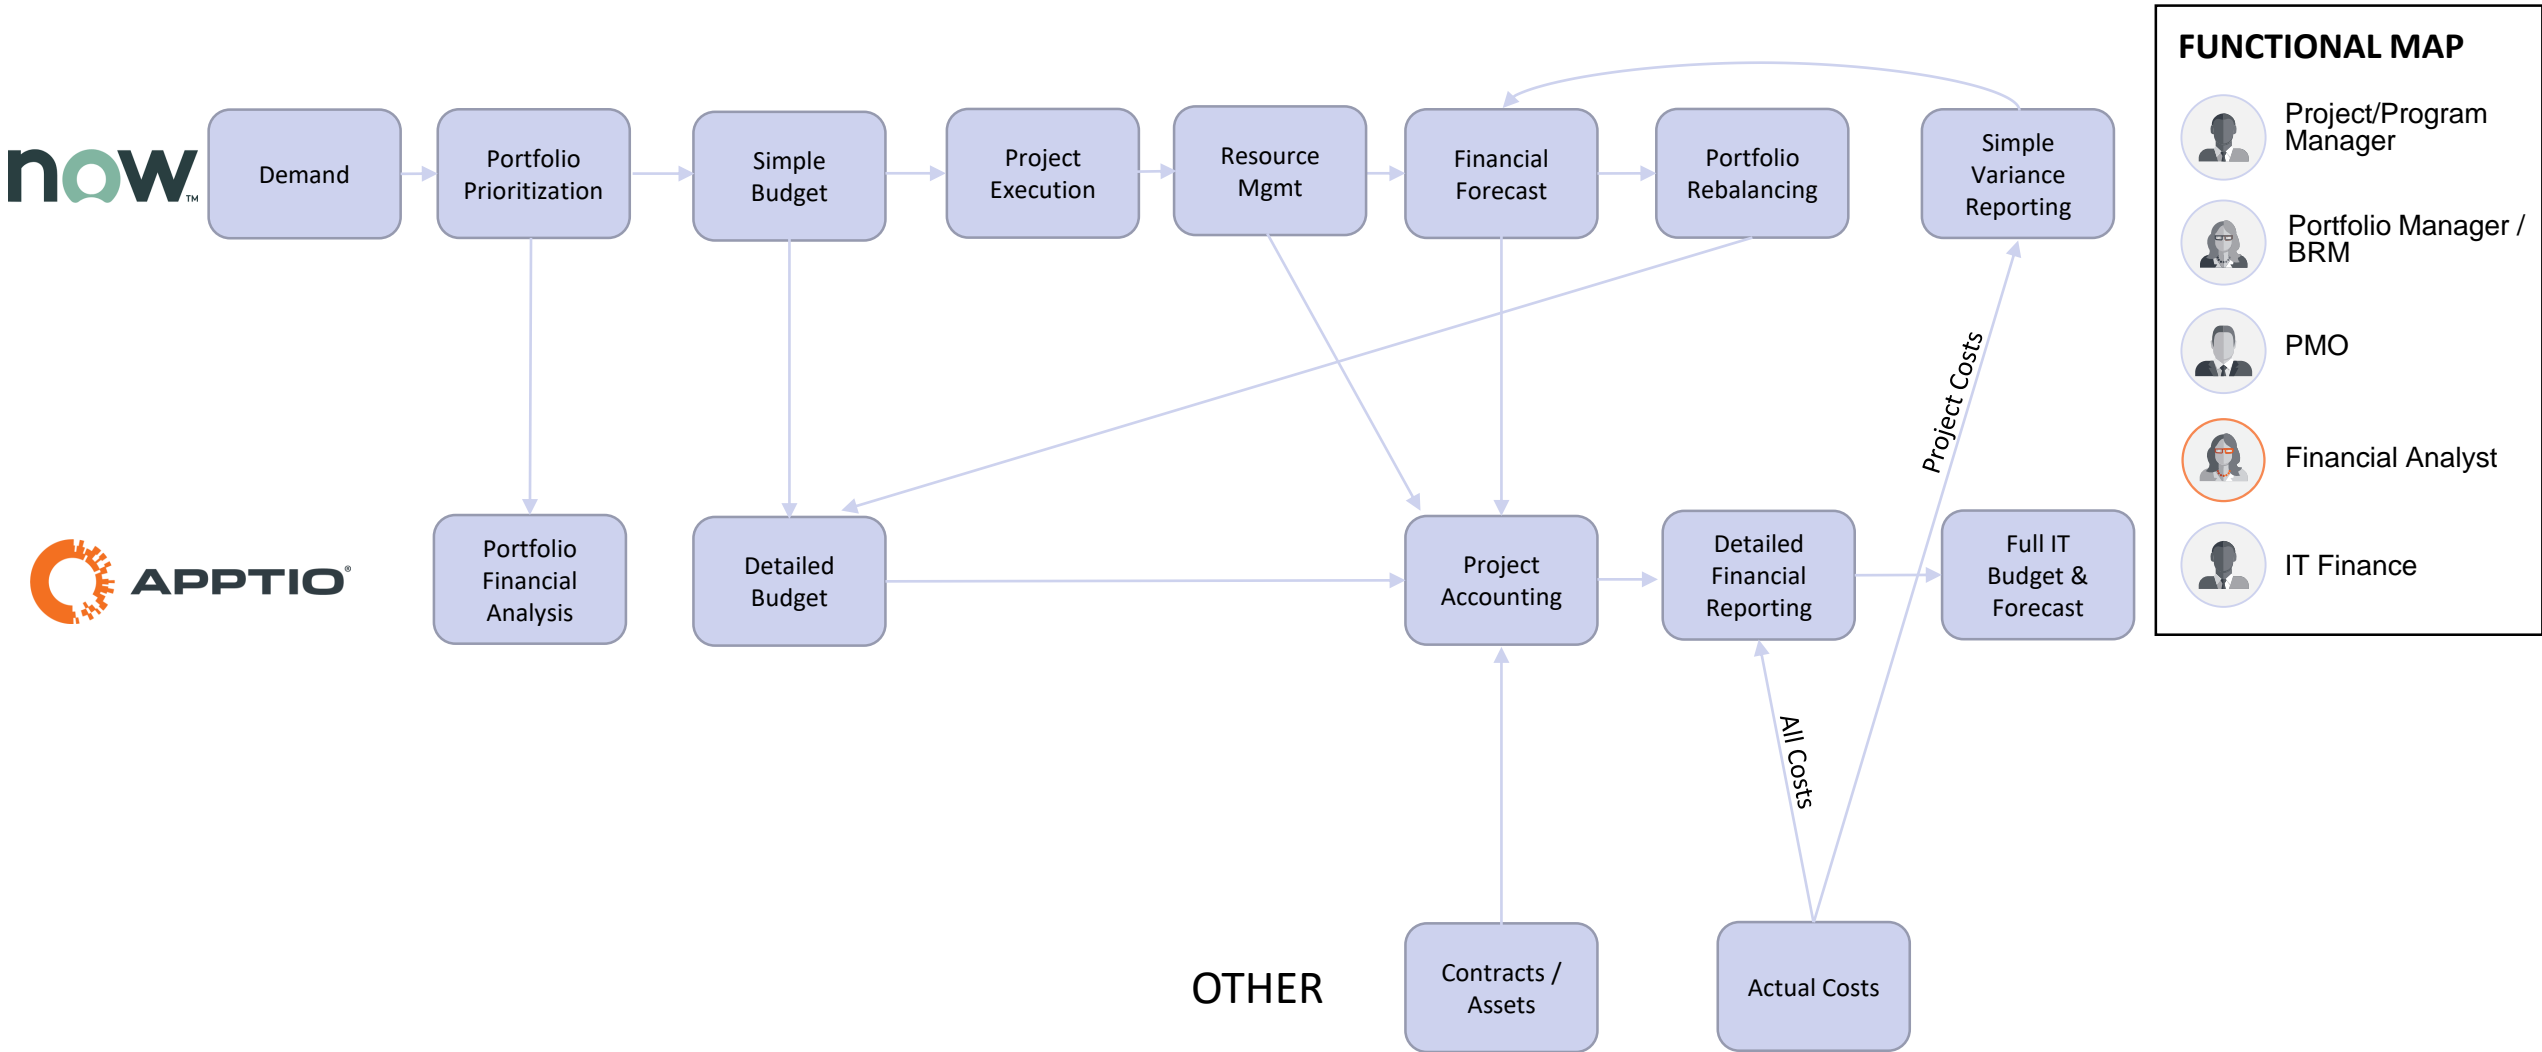 now
TM
Demand
Portfolio
Prioritization
Simple
Budget
Project
Execution
Resource
Mgmt
Financial
Forecast
Portfolio
Rebalancing
Simple
Variance
Reporting
Project Costs
APPTIO®
Portfolio
Financial
Analysis
Detailed
Budget
Project
Accounting
Detailed
Financial
Reporting
Full IT
Budget &
Forecast
All Costs
OTHER
Contracts /
Assets
Actual Costs
FUNCTIONAL MAP
Project/Program
Manager
Portfolio Manager /
BRM
PMO
Financial Analyst
IT Finance